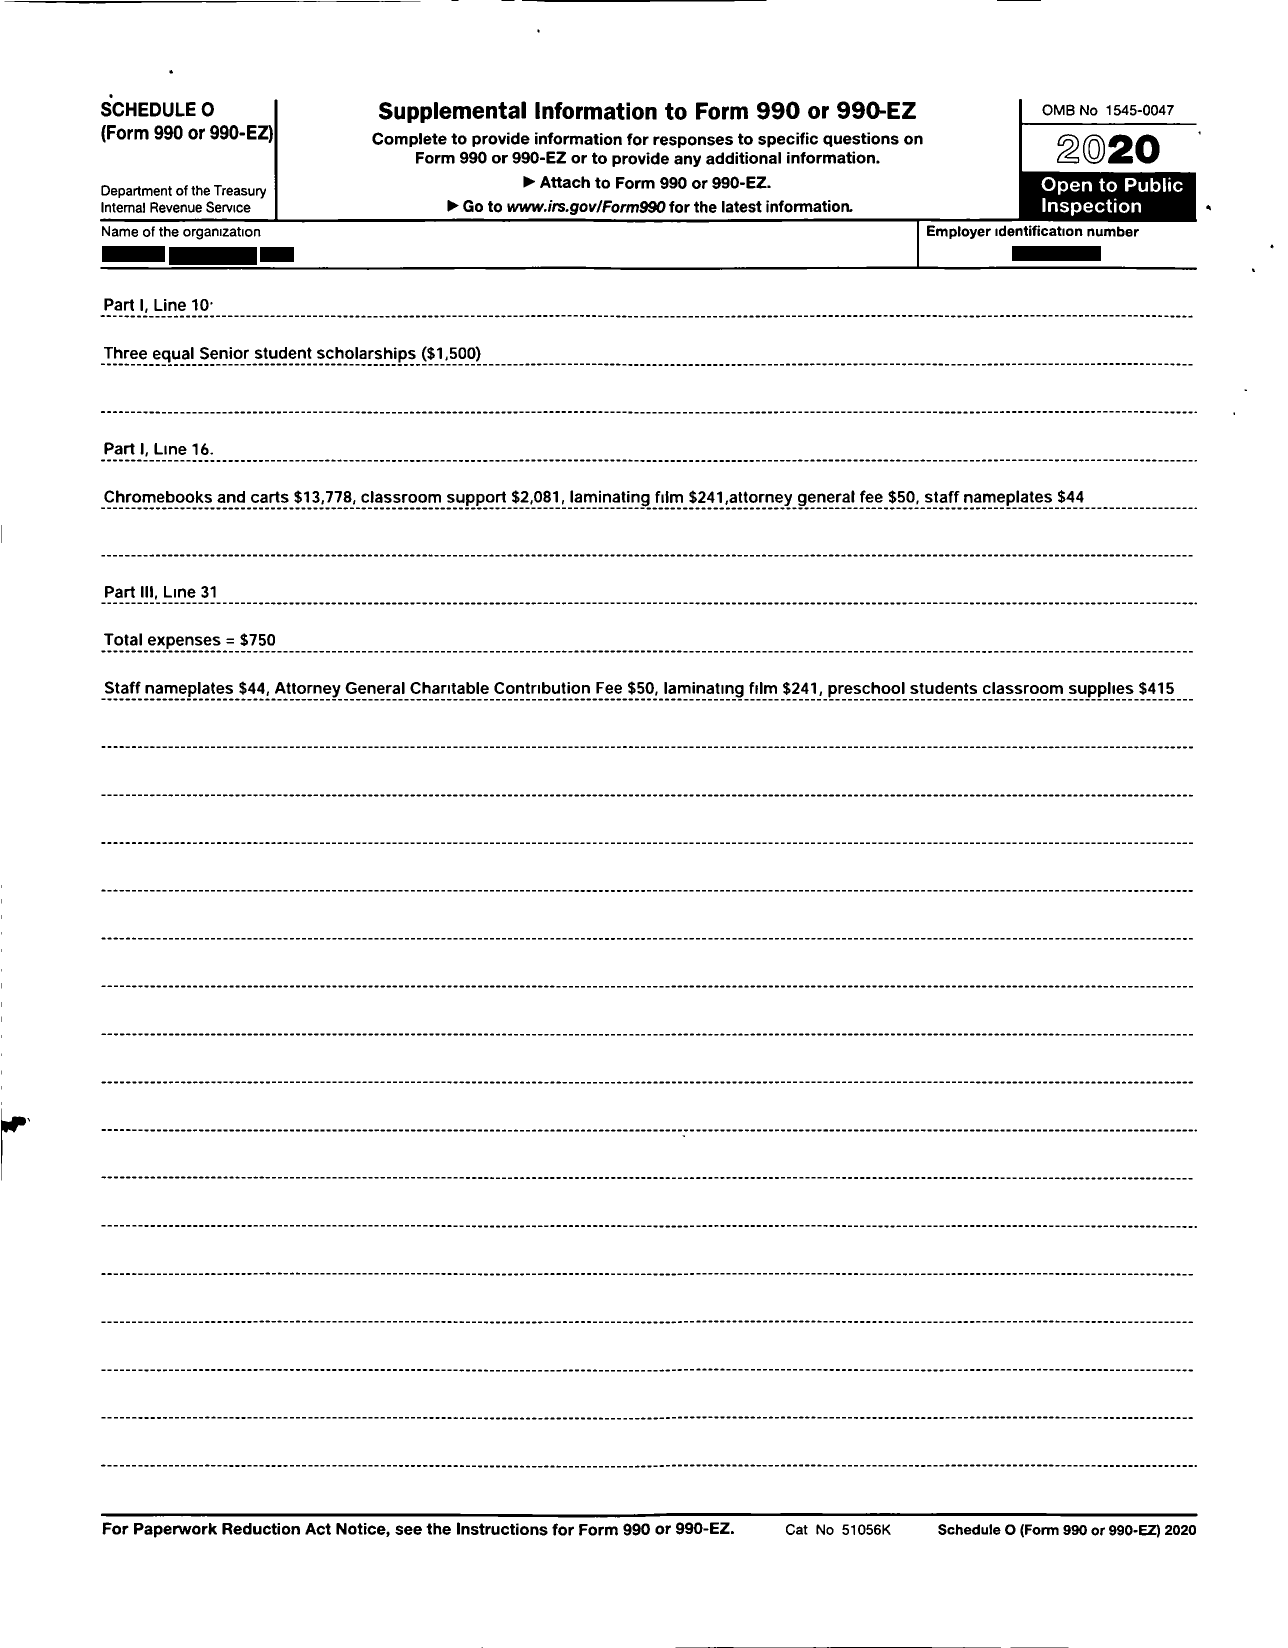 SCHEDULE O
(Form 990 or 990-EZ)
Department of the Treasury
Internal Revenue Service
Supplemental Information to Form 990 or 990-EZ
Complete to provide information for responses to specific questions on
Form 990 or 990-EZ or to provide any additional information.
▶ Attach to Form 990 or 990-EZ.
▶ Go to www.irs.gov/Form990 for the latest information.
OMB No 1545-0047
2020
Open to Public
Inspection
Name of the organization
Employer identification number
Part I, Line 10
Three equal Senior student scholarships ($1,500)
Part I, Line 16.
Chromebooks and carts $13,778, classroom support $2,081, laminating film $241,attorney general fee $50, staff nameplates $44
Part III, Line 31
Total expenses = $750
Staff nameplates $44, Attorney General Charitable Contribution Fee $50, laminating film $241, preschool students classroom supplies $415
For Paperwork Reduction Act Notice, see the Instructions for Form 990 or 990-EZ.
Cat No 51056K
Schedule O (Form 990 or 990-EZ) 2020